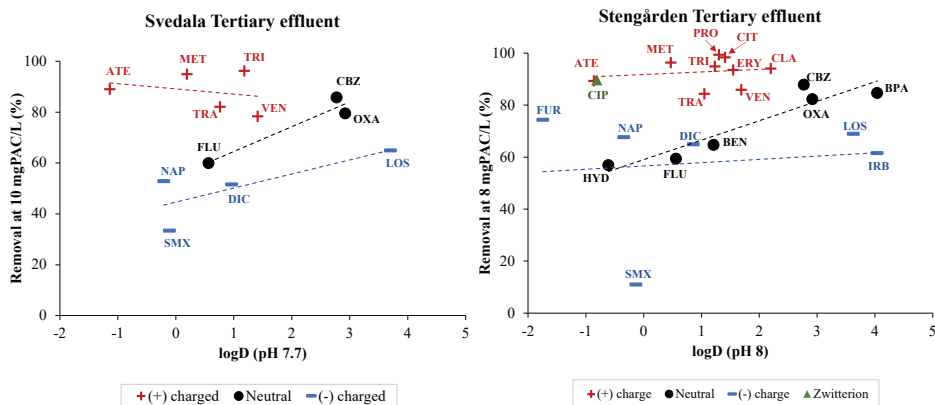 Svedala Tertiary effluent
Removal at 10 mgPAC/L (%)
100
80
60
40
20
0
ATE
MET
TRI
TRA
VEN
CBZ
OXA
FLU
NAP
DIC
LOS
SMX
-2 -1 0 1 2 3 4 5
logD (pH 7.7)
(+) charged Neutral (-) charged
Stengården Tertiary effluent
Removal at 8 mgPAC/L (%)
100
80
60
40
20
0
PRO CIT
MET
TRI ERY CLA
ATE
CIP
TRA
VEN
CBZ
OXA
BPA
FUR
NAP
DIC
BEN
LOS
IRB
HYD
FLU
SMX
-2 -1 0 1 2 3 4 5
logD (pH 8)
(+) charge Neutral (-) charge Zwitterion